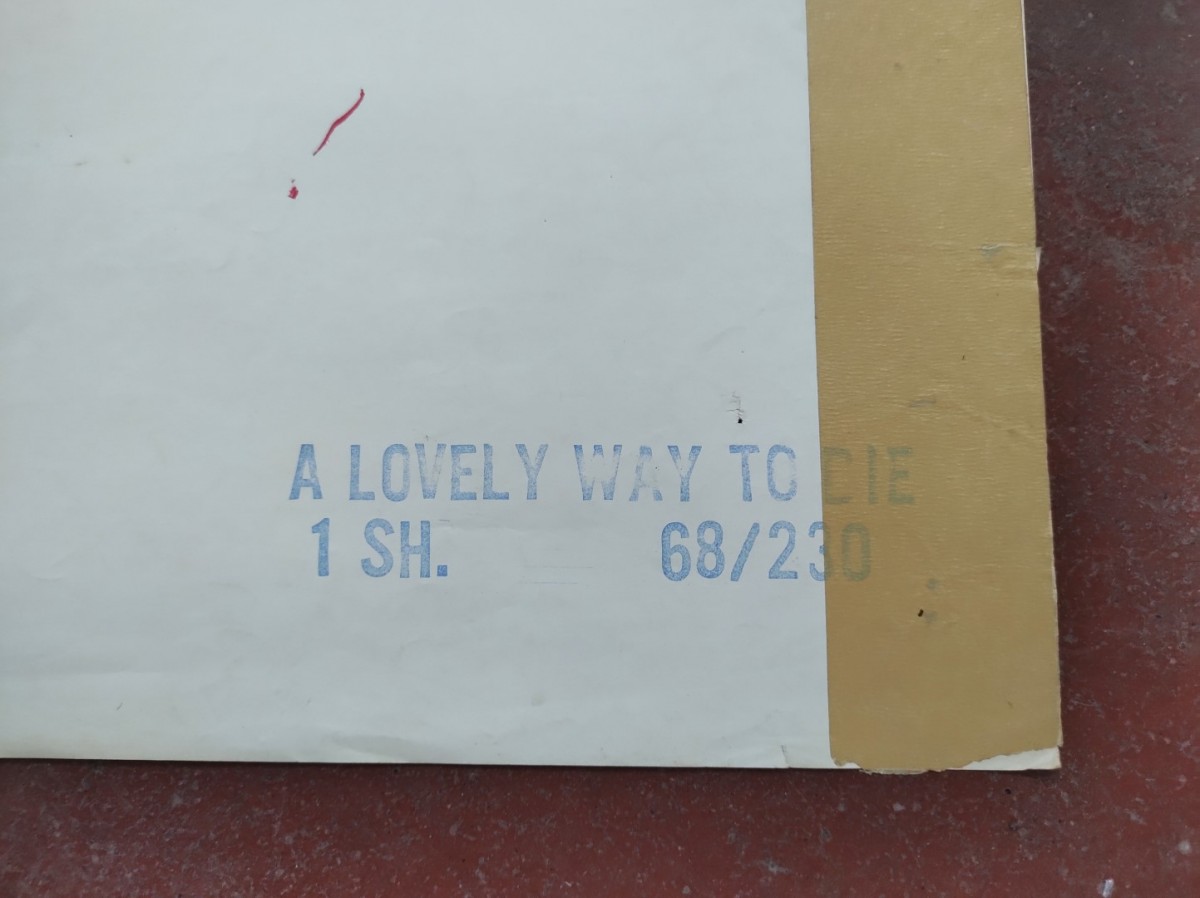 A LOVELY WAY TO DIE
1 SH. 68/230